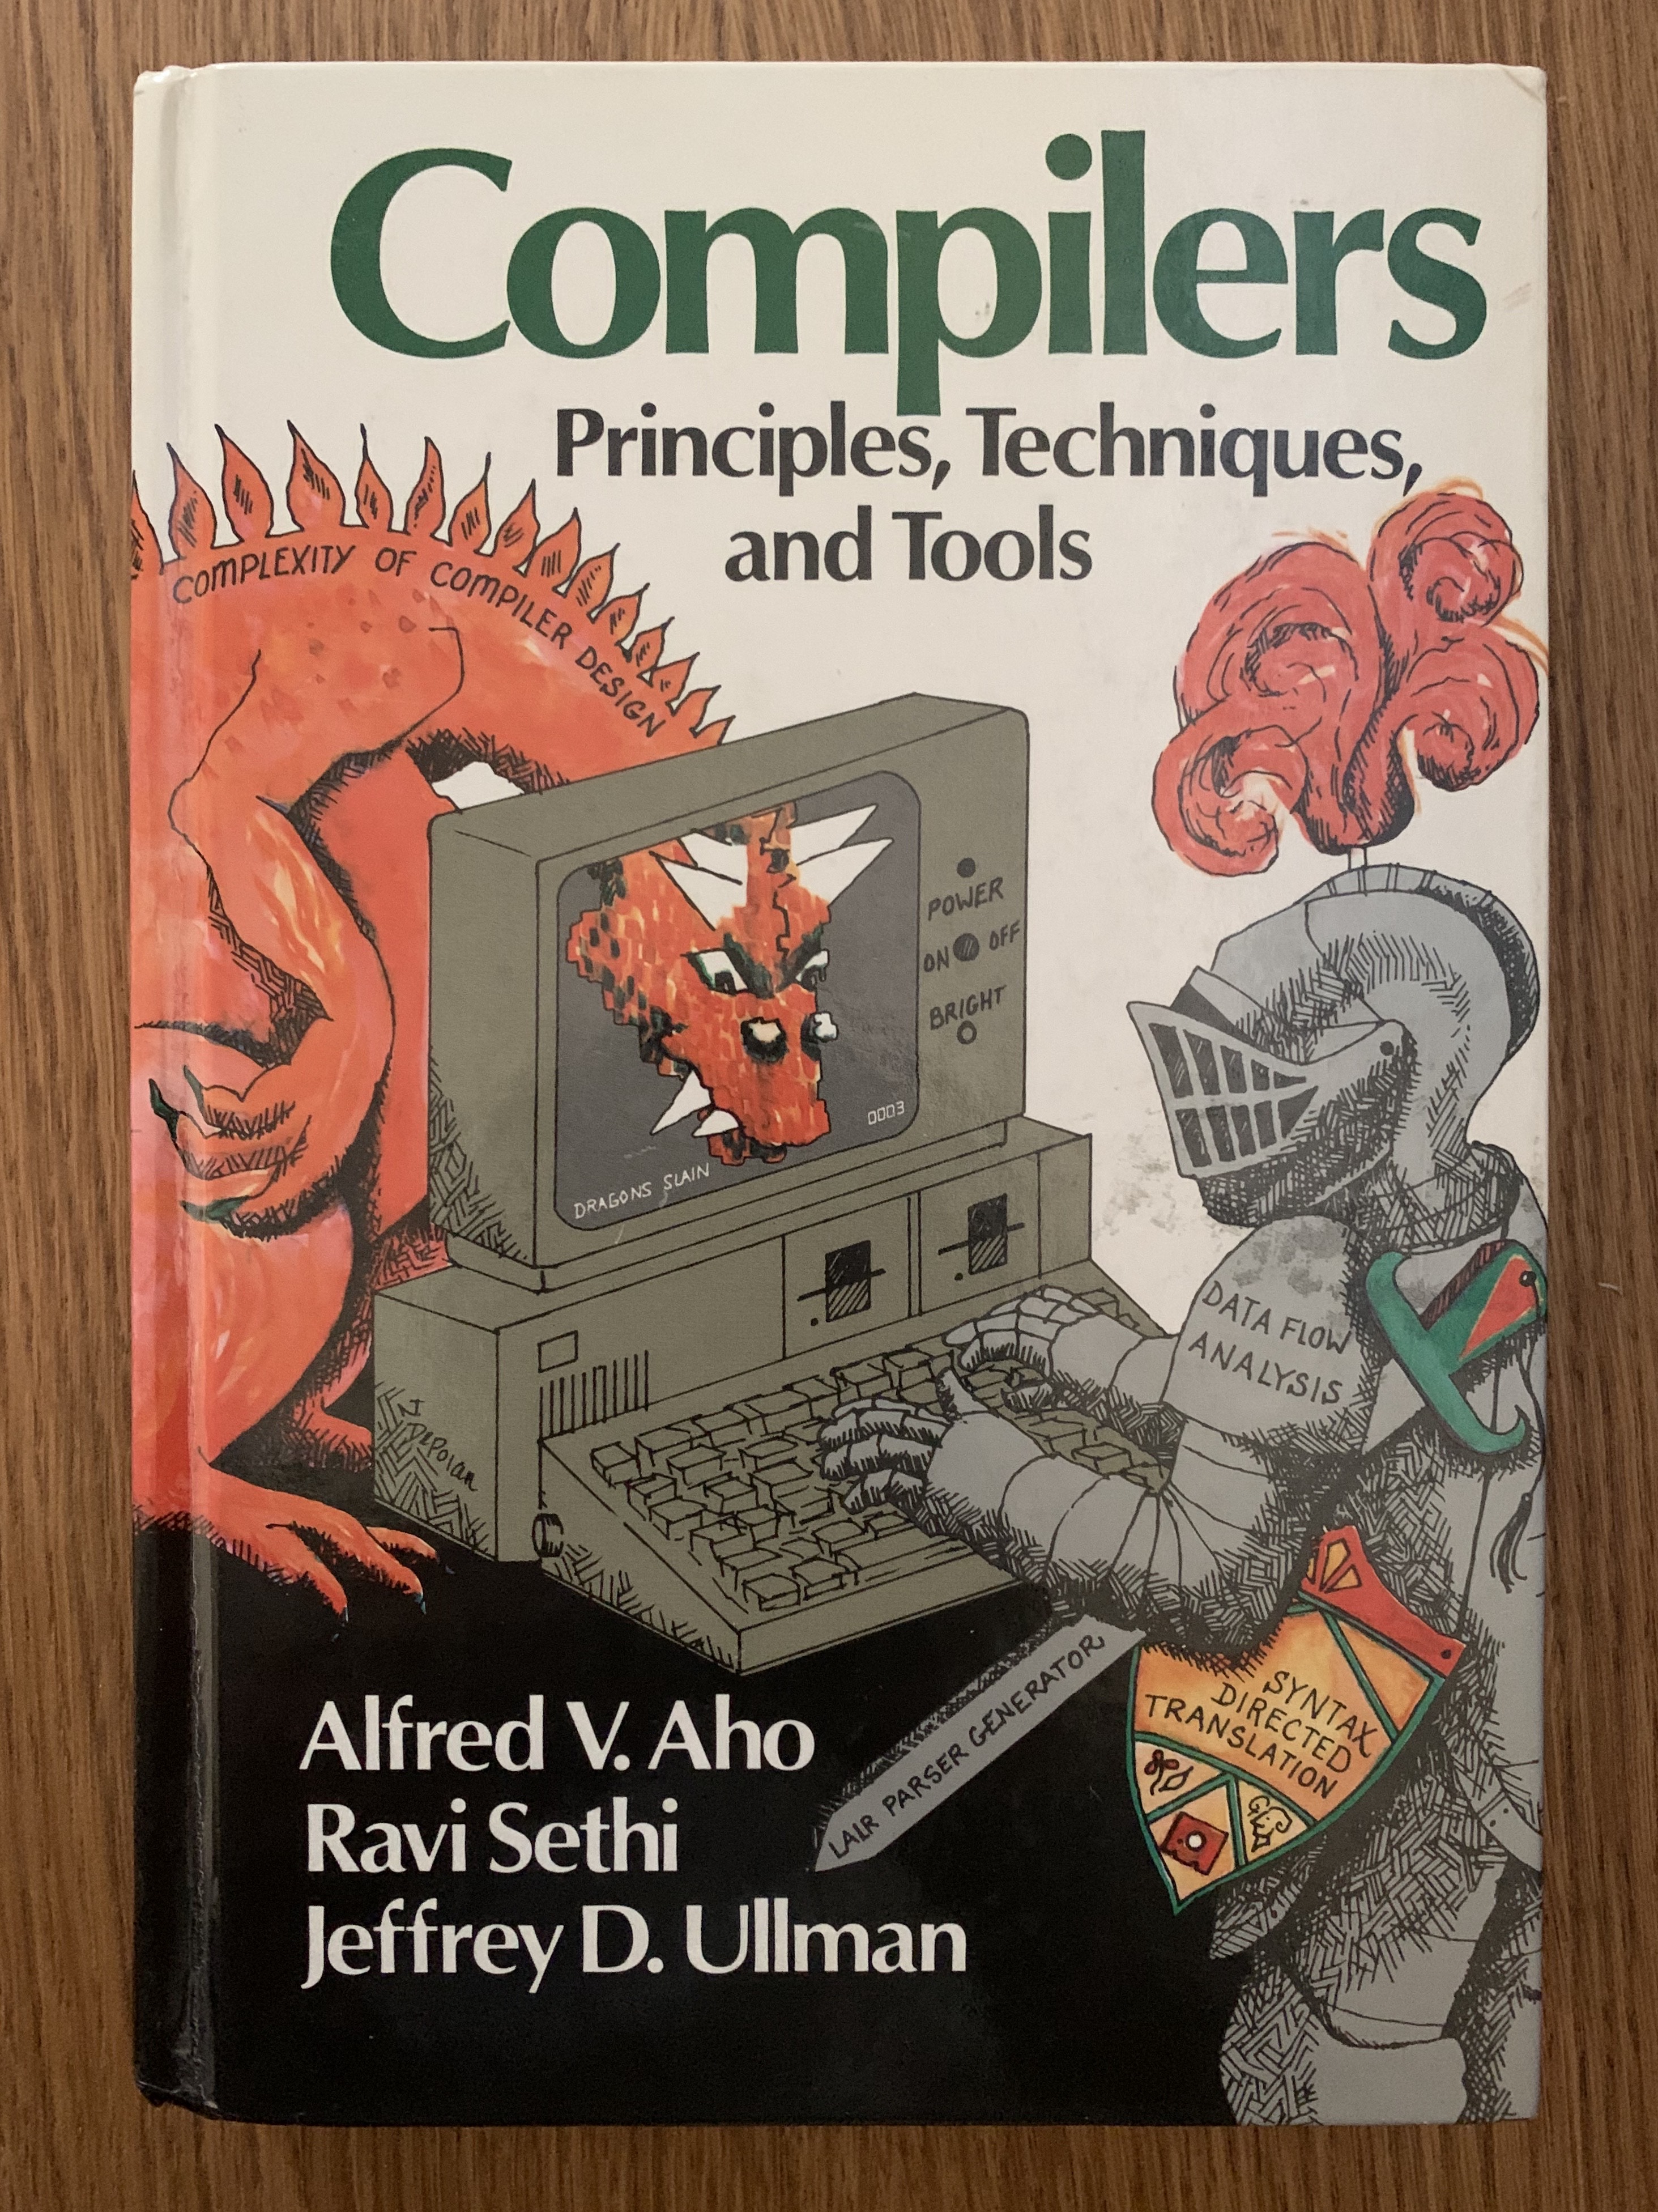 Compilers
Principles, Techniques,
and Tools
COMPLEXITY OF COMPILER DESIGN
POWER
ON OFF
BRIGHT
0003
DRAGONS SLAIN
DATA FLOW
ANALYSIS
N DEPOIAN
LALR PARSER GENERATOR
SYNTAX
DIRECTED
TRANSLATION
Alfred V. Aho
Ravi Sethi
Jeffrey D. Ullman